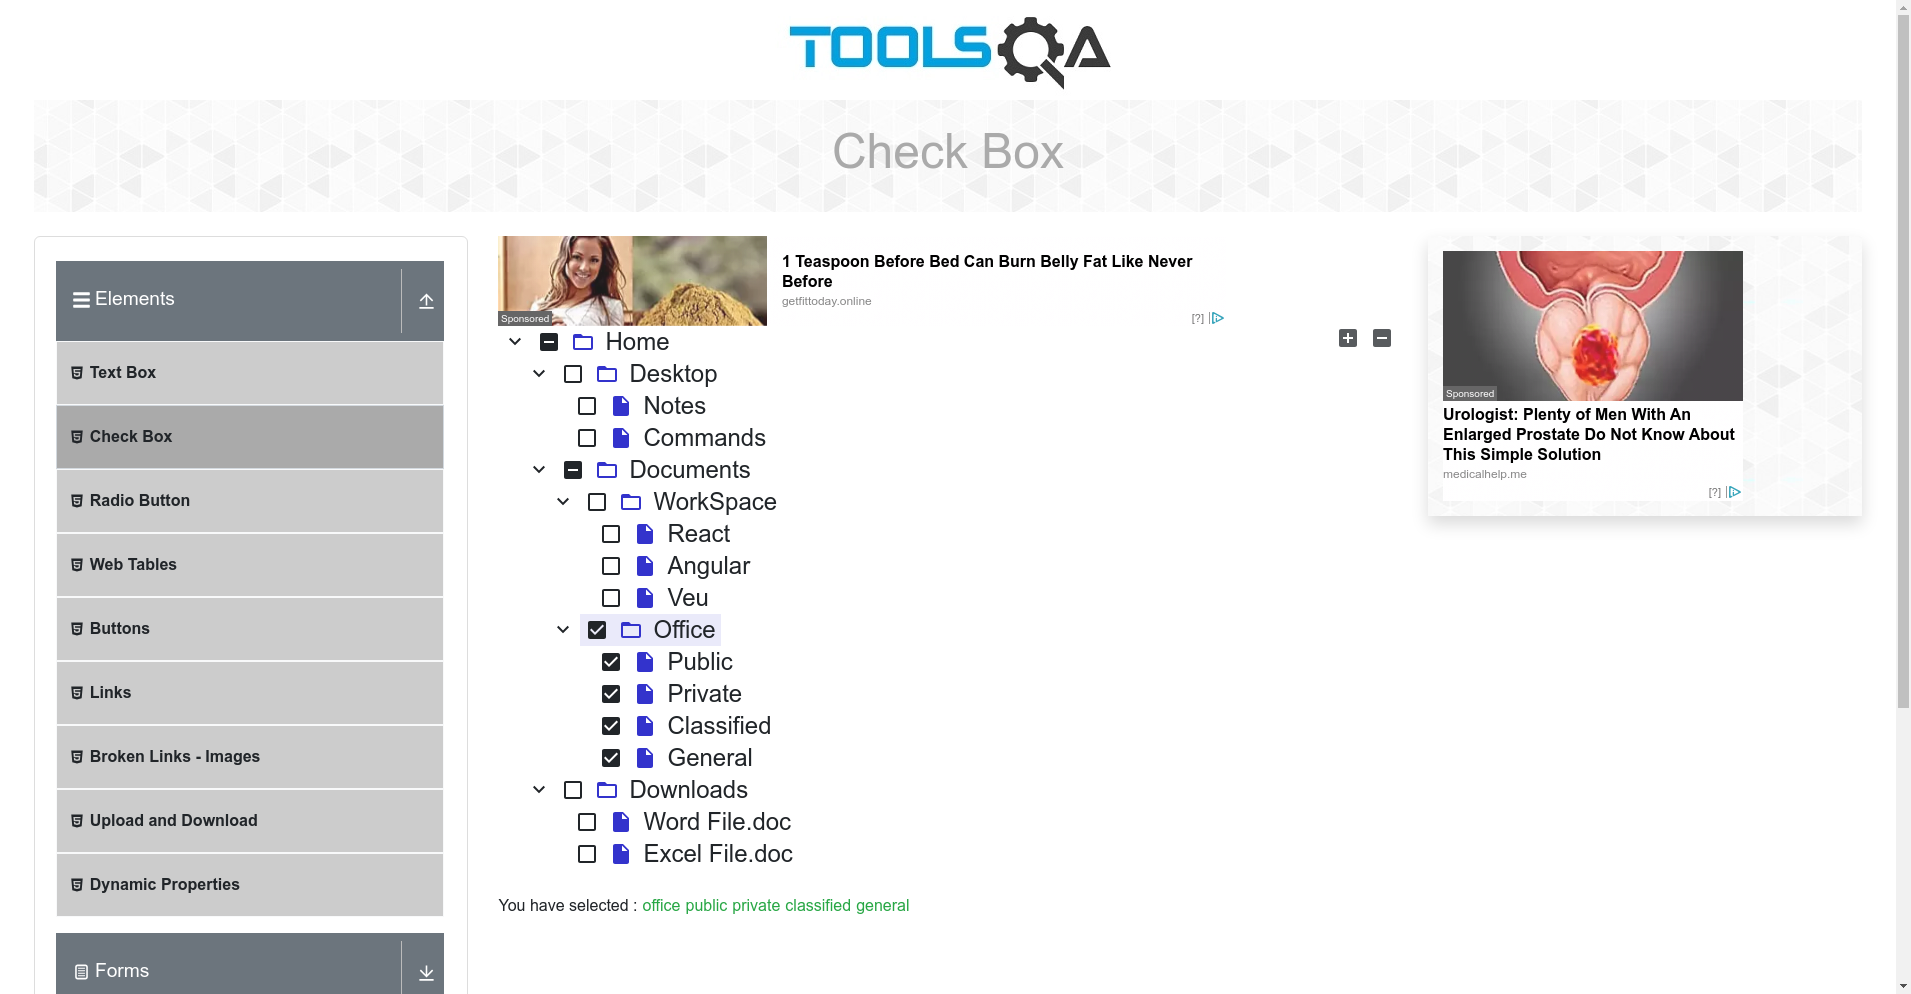 TOOLSQA
Check Box
Elements
Text Box
Check Box
Radio Button
Web Tables
Buttons
Links
Broken Links - Images
Upload and Download
Dynamic Properties
Forms
Sponsored
1 Teaspoon Before Bed Can Burn Belly Fat Like Never
Before
getfittoday.online
[?]
Home
Desktop
Notes
Commands
Documents
WorkSpace
React
Angular
Veu
Office
Public
Private
Classified
General
Downloads
Word File.doc
Excel File.doc
You have selected : office public private classified general
Sponsored
Urologist: Plenty of Men With An
Enlarged Prostate Do Not Know About
This Simple Solution
medicalhelp.me
[?]